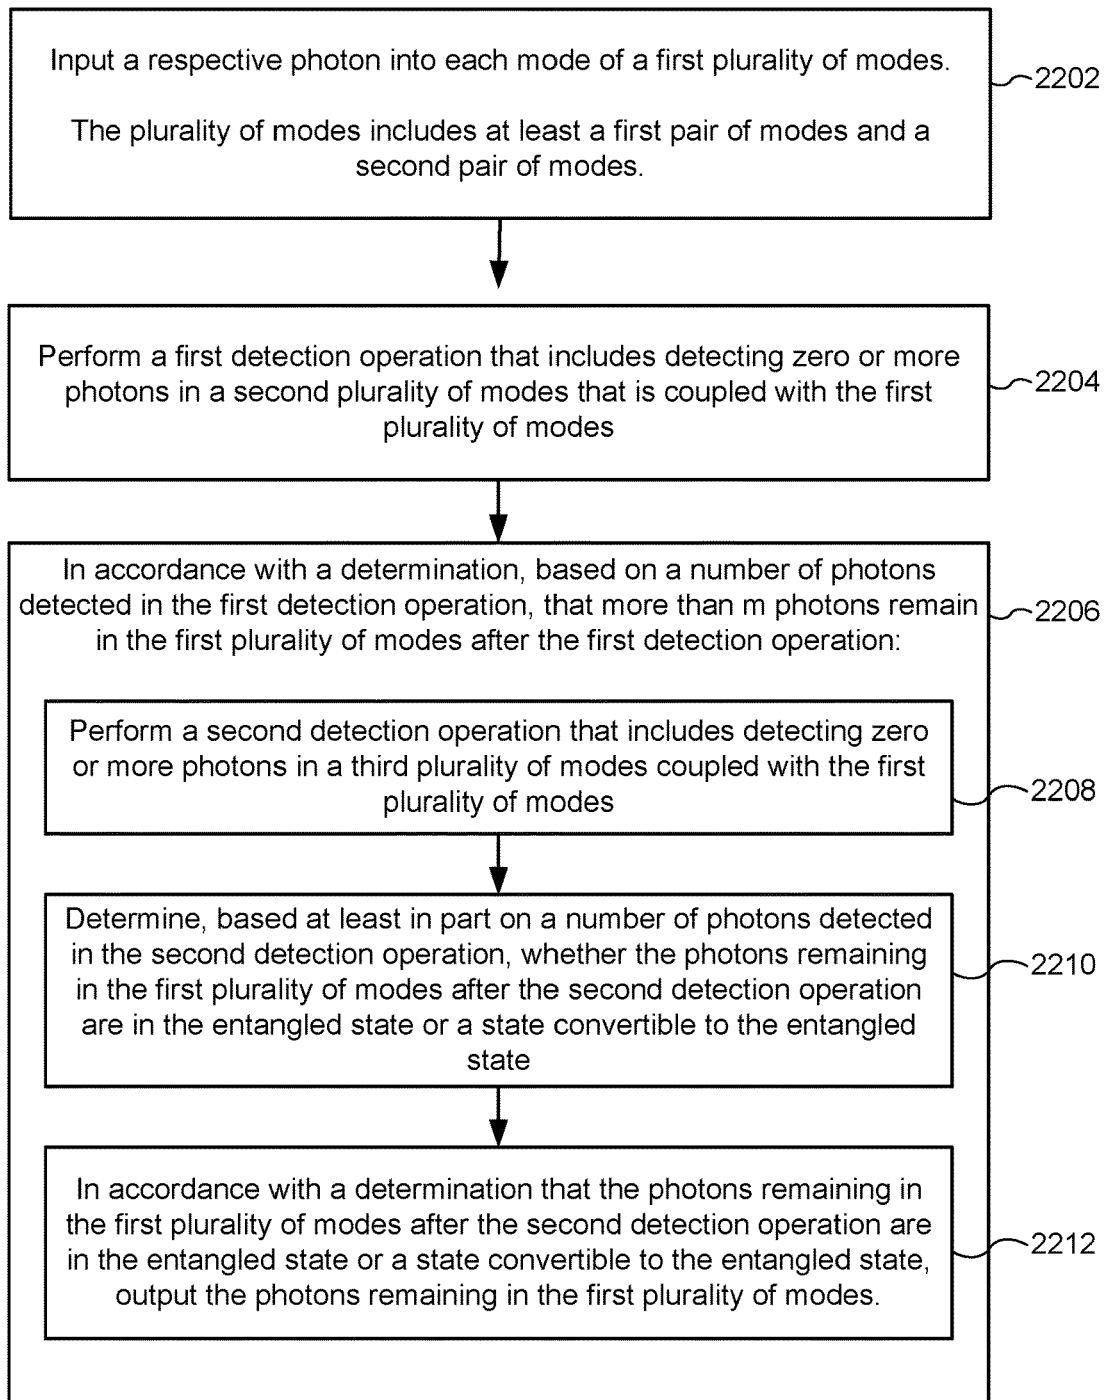 Input a respective photon into each mode of a first plurality of modes.
The plurality of modes includes at least a first pair of modes and a
second pair of modes.
2202
Perform a first detection operation that includes detecting zero or more
photons in a second plurality of modes that is coupled with the first
plurality of modes
2204
In accordance with a determination, based on a number of photons
detected in the first detection operation, that more than m photons remain
in the first plurality of modes after the first detection operation:
2206
Perform a second detection operation that includes detecting zero
or more photons in a third plurality of modes coupled with the first
plurality of modes
2208
Determine, based at least in part on a number of photons detected
in the second detection operation, whether the photons remaining
in the first plurality of modes after the second detection operation
are in the entangled state or a state convertible to the entangled
state
2210
In accordance with a determination that the photons remaining in
the first plurality of modes after the second detection operation are
in the entangled state or a state convertible to the entangled state,
output the photons remaining in the first plurality of modes.
2212